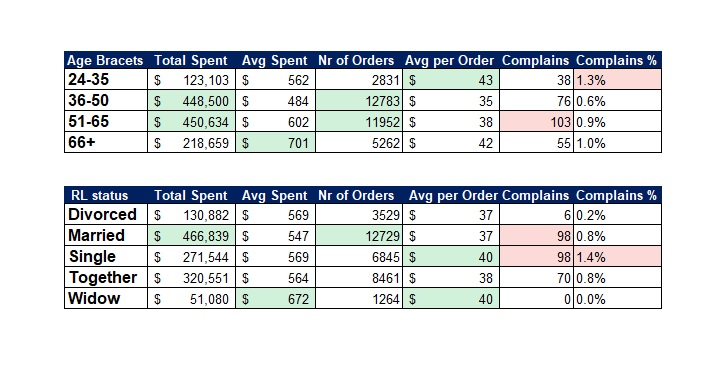 Age Bracets Total Spent Avg Spent Nr of Orders Avg per Order Complains Complains %
24-35 $ 123,103 $ 562 2831 $ 43 38 1.3%
36-50 $ 448,500 $ 484 12783 $ 35 76 0.6%
51-65 $ 450,634 $ 602 11952 $ 38 103 0.9%
66+ $ 218,659 $ 701 5262 $ 42 55 1.0%
RL status Total Spent Avg Spent Nr of Orders Avg per Order Complains Complains %
Divorced $ 130,882 $ 569 3529 $ 37 6 0.2%
Married $ 466,839 $ 547 12729 $ 37 98 0.8%
Single $ 271,544 $ 569 6845 $ 40 98 1.4%
Together $ 320,551 $ 564 8461 $ 38 70 0.8%
Widow $ 51,080 $ 672 1264 $ 40 0 0.0%